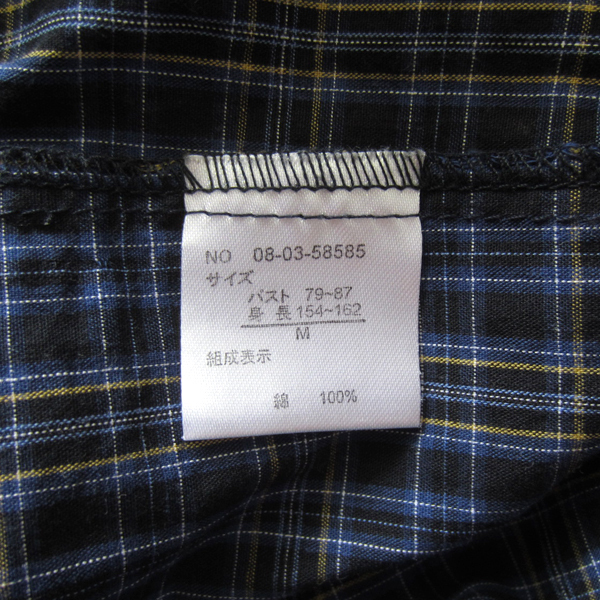 NO 08-03-58585
サイズ
バスト 79~87
身長 154~162
M
組成表示
綿 100%